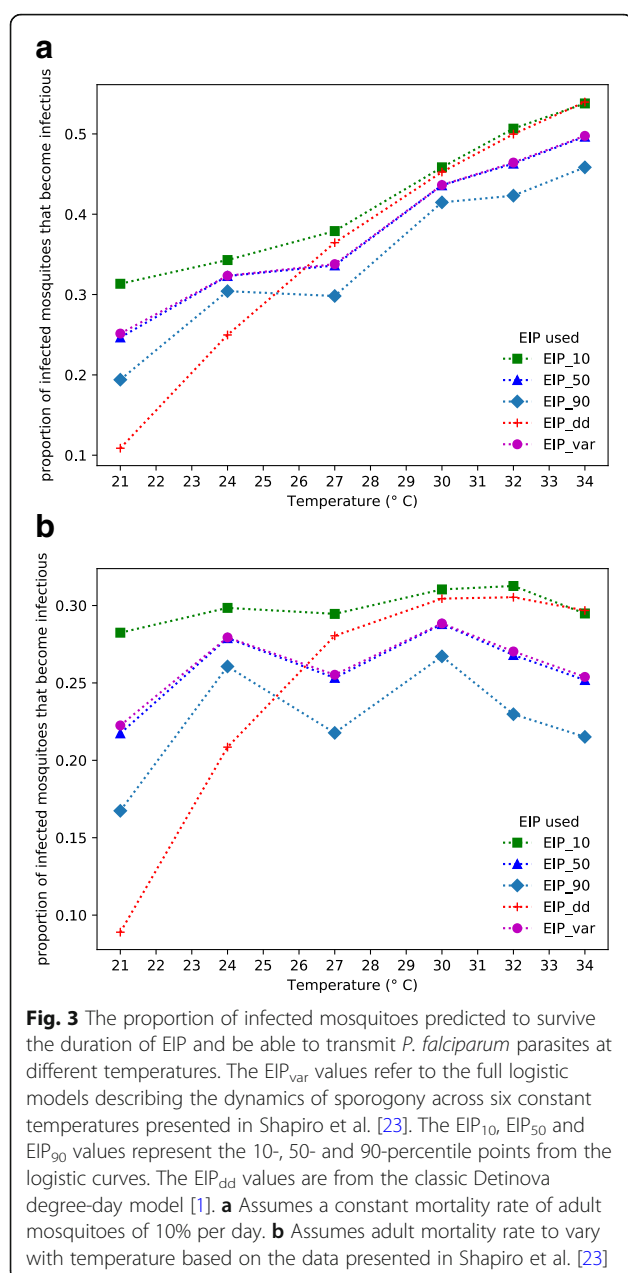 a
proportion of infected mosquitoes that become infectious
0.5
0.4
0.3
0.2
0.1
EIP used
EIP_10
EIP_50
EIP_90
EIP_dd
EIP_var
21 22 23 24 25 26 27 28 29 30 31 32 33 34
Temperature (° C)
b
proportion of infected mosquitoes that become infectious
0.30
0.25
0.20
0.15
0.10
EIP used
EIP_10
EIP_50
EIP_90
EIP_dd
EIP_var
21 22 23 24 25 26 27 28 29 30 31 32 33 34
Temperature (° C)
Fig. 3 The proportion of infected mosquitoes predicted to survive
the duration of EIP and be able to transmit P. falciparum parasites at
different temperatures. The EIPvar values refer to the full logistic
models describing the dynamics of sporogony across six constant
temperatures presented in Shapiro et al. [23]. The EIP10, EIP50 and
EIP90 values represent the 10-, 50- and 90-percentile points from the
logistic curves. The EIPdd values are from the classic Detinova
degree-day model [1]. a Assumes a constant mortality rate of adult
mosquitoes of 10% per day. b Assumes adult mortality rate to vary
with temperature based on the data presented in Shapiro et al. [23]